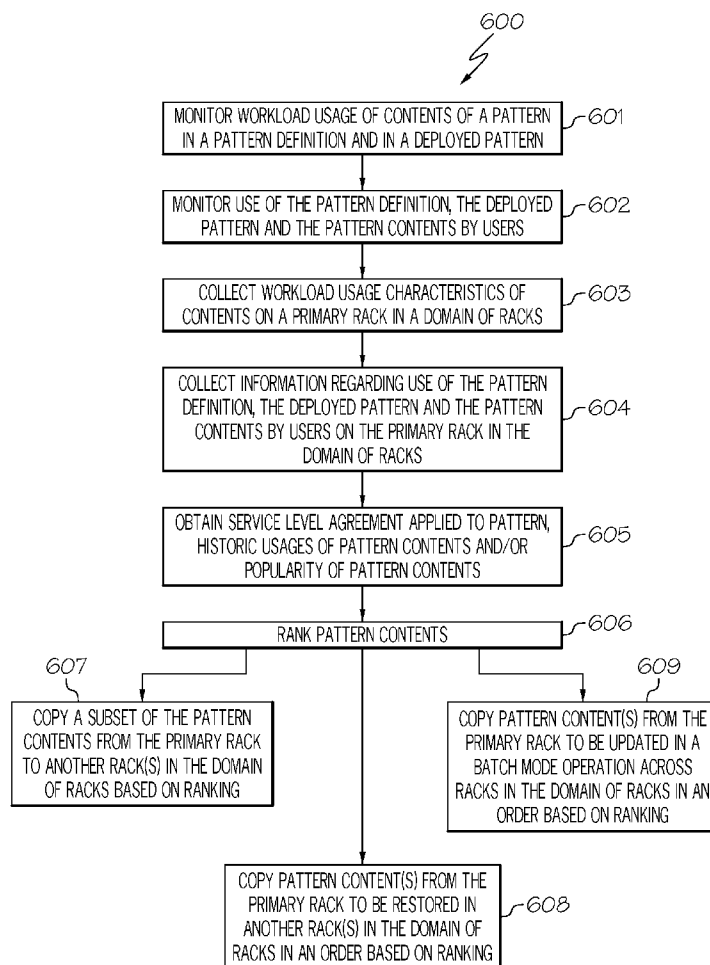 600
MONITOR WORKLOAD USAGE OF CONTENTS OF A PATTERN
IN A PATTERN DEFINITION AND IN A DEPLOYED PATTERN
601
MONITOR USE OF THE PATTERN DEFINITION, THE DEPLOYED
PATTERN AND THE PATTERN CONTENTS BY USERS
602
COLLECT WORKLOAD USAGE CHARACTERISTICS OF
CONTENTS ON A PRIMARY RACK IN A DOMAIN OF RACKS
603
COLLECT INFORMATION REGARDING USE OF THE PATTERN
DEFINITION, THE DEPLOYED PATTERN AND THE PATTERN
CONTENTS BY USERS ON THE PRIMARY RACK IN THE
DOMAIN OF RACKS
604
OBTAIN SERVICE LEVEL AGREEMENT APPLIED TO PATTERN,
HISTORIC USAGES OF PATTERN CONTENTS AND/OR
POPULARITY OF PATTERN CONTENTS
605
RANK PATTERN CONTENTS
606
607
COPY A SUBSET OF THE PATTERN
CONTENTS FROM THE PRIMARY RACK
TO ANOTHER RACK(S) IN THE DOMAIN
OF RACKS BASED ON RANKING
609
COPY PATTERN CONTENT(S) FROM THE
PRIMARY RACK TO BE UPDATED IN A
BATCH MODE OPERATION ACROSS
RACKS IN THE DOMAIN OF RACKS IN AN
ORDER BASED ON RANKING
COPY PATTERN CONTENT(S) FROM THE
PRIMARY RACK TO BE RESTORED IN
ANOTHER RACK(S) IN THE DOMAIN OF
RACKS IN AN ORDER BASED ON RANKING
608